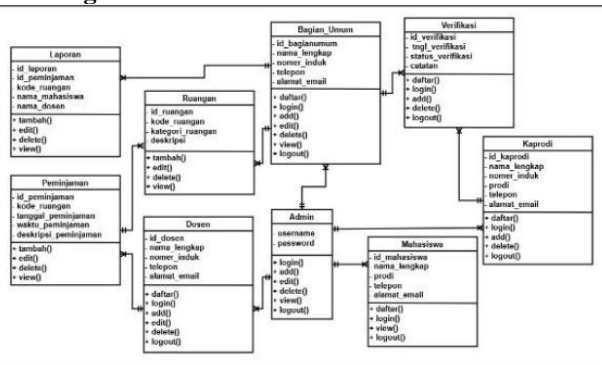 Laporan
- id_laporan
- id_peminjaman
- kode_ruangan
- nama_mahasiswa
- nama_dosen
+ tambah()
+ edit()
+ delete()
+ view()
Ruangan
- id_ruangan
- kode_ruangan
- kategori_ruangan
- deskripsi
+ tambah()
+ edit()
+ delete()
+ view()
Bagian_Umum
- id_bagianumum
- nama_lengkap
- nomer_induk
- telepon
- alamat_email
+ daftar()
+ login()
+ add()
+ edit()
+ delete()
+ view()
+ logout()
Verifikasi
- id_verifikasi
- tngl_verifikasi
- status_verifikasi
- catatan
+ daftar()
+ login()
+ add()
+ delete()
+ logout()
Kaprodi
- id_kaprodi
- nama_lengkap
- nomer_induk
- prodi
- telepon
- alamat_email
+ daftar()
+ login()
+ add()
+ delete()
+ logout()
Peminjaman
- id_peminjaman
- kode_ruangan
- tanggal_peminjaman
- waktu_peminjaman
- deskripsi_peminjaman
+ tambah()
+ edit()
+ delete()
+ view()
Dosen
- id_dosen
- nama_lengkap
- nomer_induk
- telepon
- alamat_email
+ daftar()
+ login()
+ add()
+ edit()
+ delete()
+ logout()
Admin
- username
- password
+ login()
+ add()
+ edit()
+ delete()
+ view()
+ logout()
Mahasiswa
- id_mahasiswa
- nama_lengkap
- prodi
- telepon
- alamat_email
+ daftar()
+ login()
+ view()
+ logout()